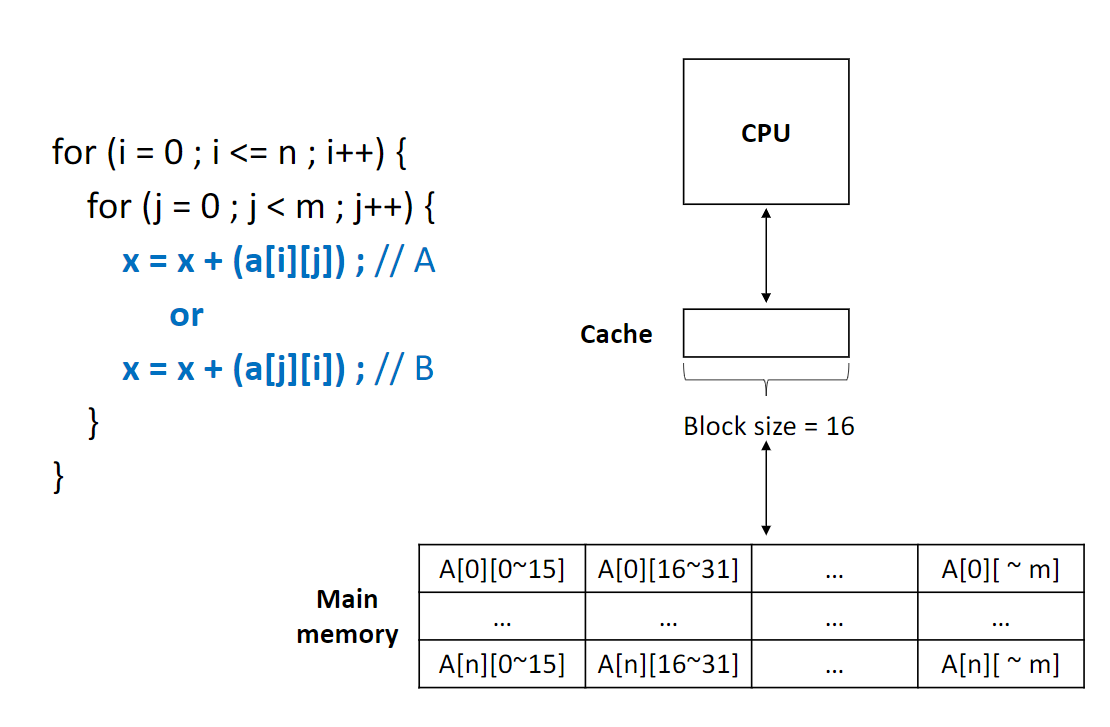 for (i = 0 ; i <= n ; i++) {
for (j = 0 ; j < m ; j++) {
x = x + (a[i][j]) ; // A
or
x = x + (a[j][i]) ; // B
}
}
CPU
Cache
Block size = 16
Main
memory
A[0][0~15] A[0][16~31] ... A[0][ ~ m]
... ... ... ...
A[n][0~15] A[n][16~31] ... A[n][ ~ m]